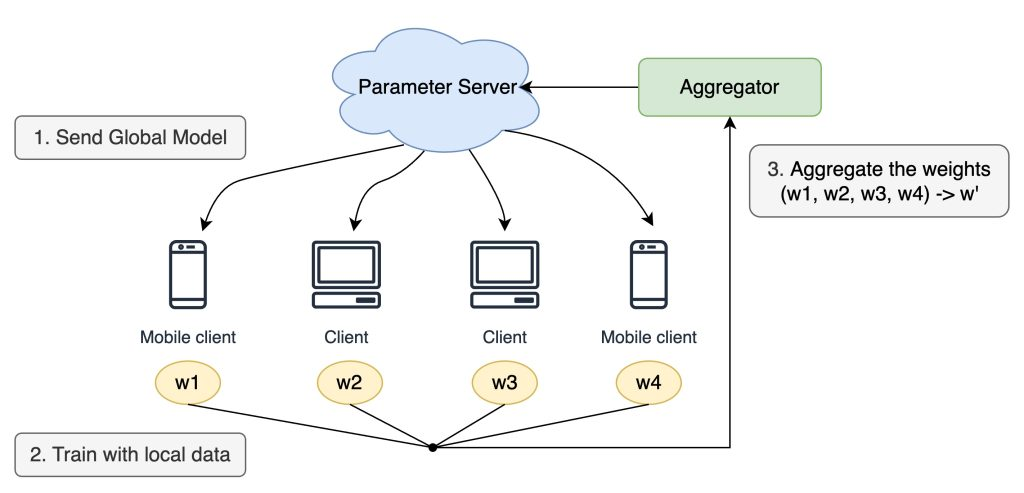 Parameter Server
Aggregator
1. Send Global Model
3. Aggregate the weights
(w1, w2, w3, w4) -> w'
Mobile client
Client
Client
Mobile client
w1
w2
w3
w4
2. Train with local data